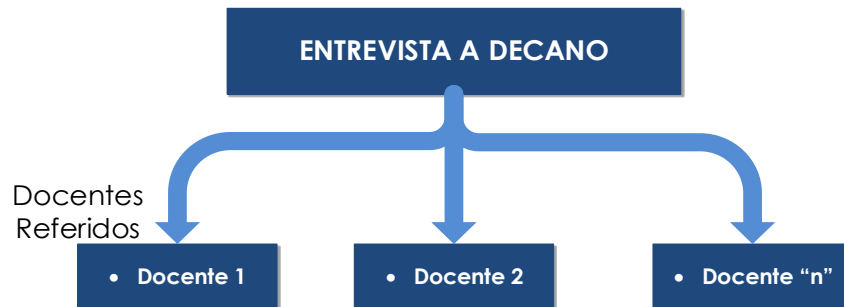 ENTREVISTA A DECANO
Docentes
Referidos
• Docente 1
• Docente 2
• Docente “n”